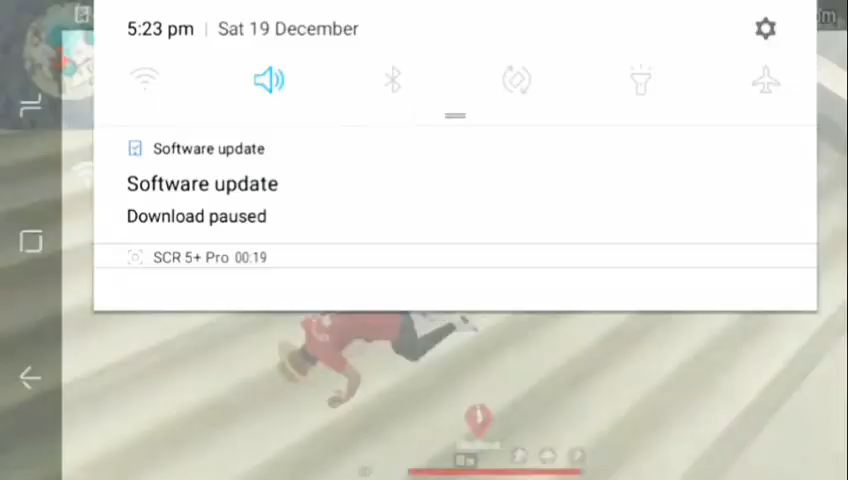 5:23 pm | Sat 19 December
Software update
Software update
Download paused
SCR 5+ Pro 00:19